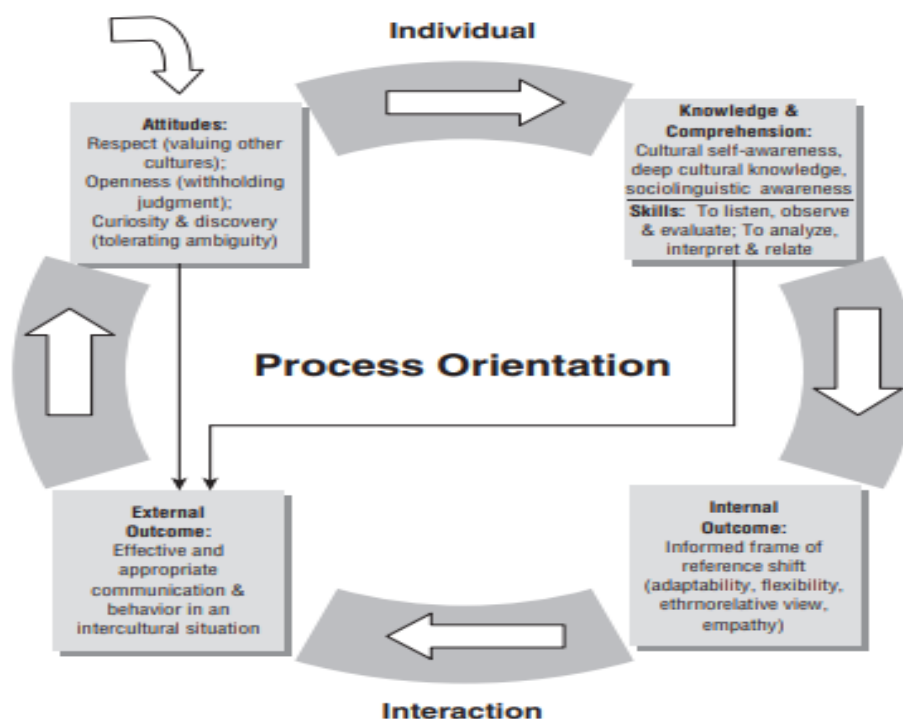 Individual
Attitudes:
Respect (valuing other
cultures);
Openness (withholding
judgment);
Curiosity & discovery
(tolerating ambiguity)
Knowledge &
Comprehension:
Cultural self-awareness,
deep cultural knowledge,
sociolinguistic awareness
Skills: To listen, observe
& evaluate; To analyze,
interpret & relate
Process Orientation
External
Outcome:
Effective and
appropriate
communication &
behavior in an
intercultural situation
Internal
Outcome:
Informed frame of
reference shift
(adaptability, flexibility,
ethrnorelative view,
empathy)
Interaction